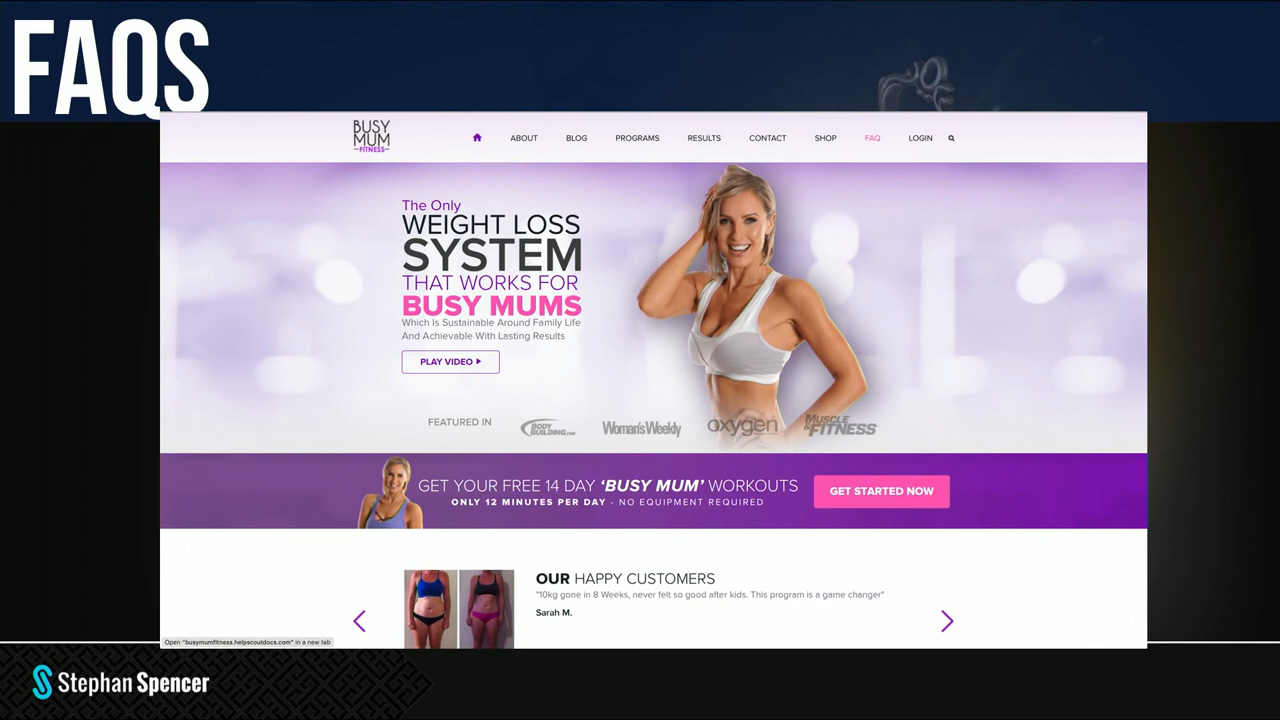 FAQS
BUSY
MUM
FITNESS
ABOUT BLOG PROGRAMS RESULTS CONTACT SHOP FAQ LOGIN
The Only
WEIGHT LOSS
SYSTEM
THAT WORKS FOR
BUSY MUMS
Which Is Sustainable Around Family Life
And Achievable With Lasting Results
PLAY VIDEO
FEATURED IN BODYBUILDING.com Woman's Weekly oxygen MUSCLE & FITNESS
GET YOUR FREE 14 DAY ‘BUSY MUM’ WORKOUTS
ONLY 12 MINUTES PER DAY - NO EQUIPMENT REQUIRED
GET STARTED NOW
OUR HAPPY CUSTOMERS
"10kg gone in 8 Weeks, never felt so good after kids. This program is a game changer"
Sarah M.
Open "busymumfitness.helpscoutdocs.com" in a new tab
Stephan Spencer